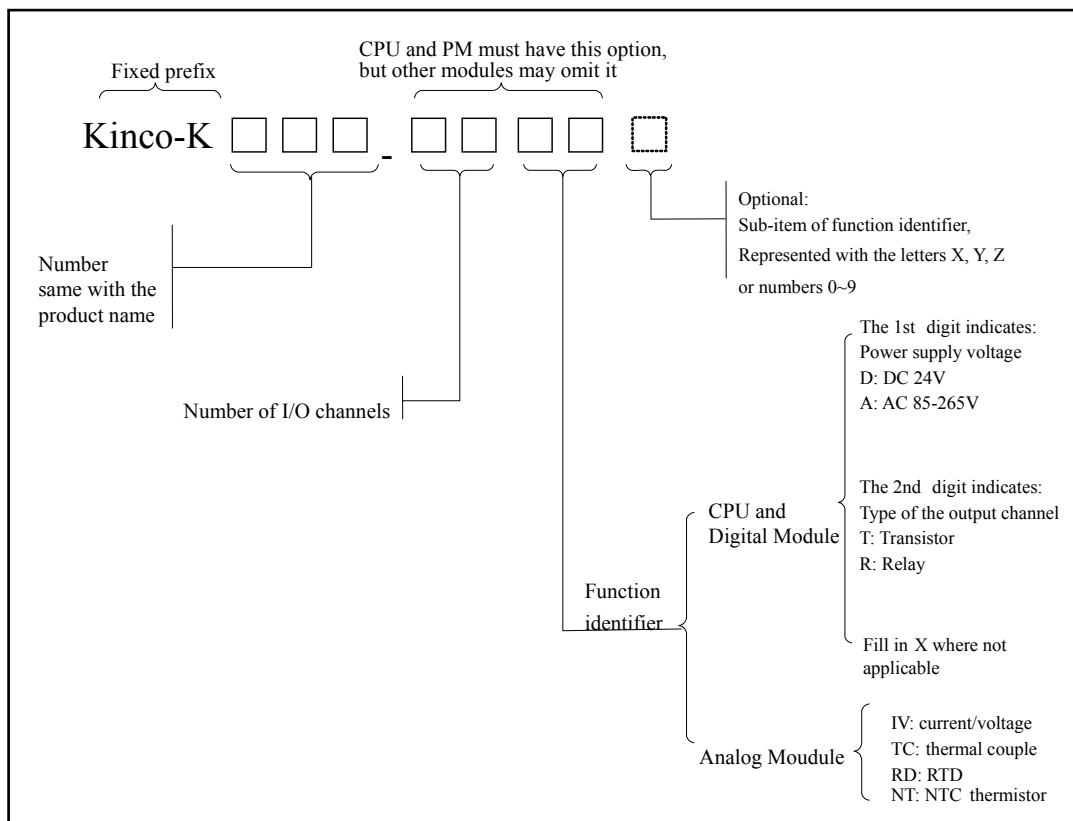 CPU and PM must have this option,
but other modules may omit it
Fixed prefix
Kinco-K -
Optional:
Sub-item of function identifier,
Represented with the letters X, Y, Z
or numbers 0~9
Number
same with the
product name
Number of I/O channels
The 1st digit indicates:
Power supply voltage
D: DC 24V
A: AC 85-265V
The 2nd digit indicates:
Type of the output channel
T: Transistor
R: Relay
CPU and
Digital Module
Function
identifier
Fill in X where not
applicable
Analog Moudule
IV: current/voltage
TC: thermal couple
RD: RTD
NT: NTC thermistor